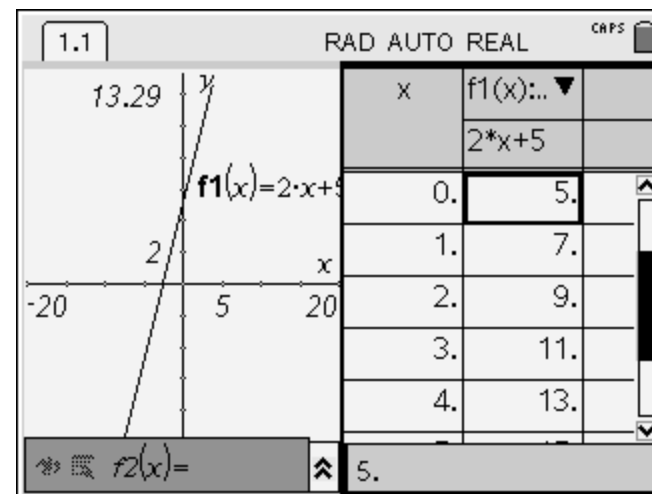 1.1 RAD AUTO REAL CAPS
13.29 y
f1(x)=2·x+5
2 x
-20 5 20
f2(x)=
x f1(x):.. ▼
2*x+5
0. 5.
1. 7.
2. 9.
3. 11.
4. 13.
5.